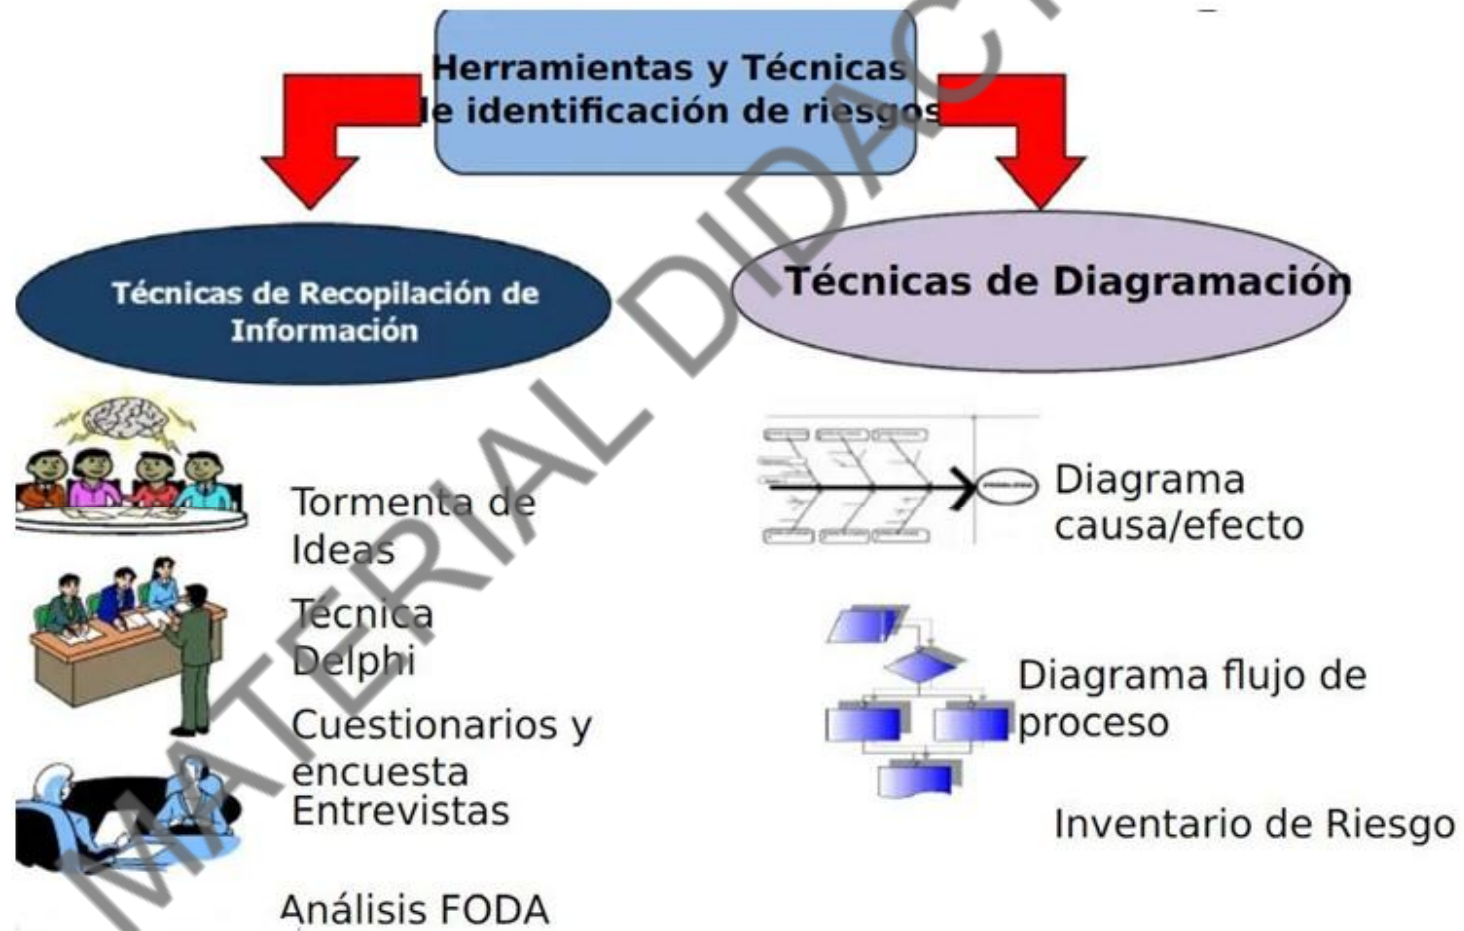 Herramientas y Técnicas
de identificación de riesgos
Técnicas de Recopilación de
Información
Técnicas de Diagramación
Tormenta de
Ideas
Técnica
Delphi
Cuestionarios y
encuesta
Entrevistas
Análisis FODA
Diagrama
causa/efecto
Diagrama flujo de
proceso
Inventario de Riesgo
MATERIAL DIDACT